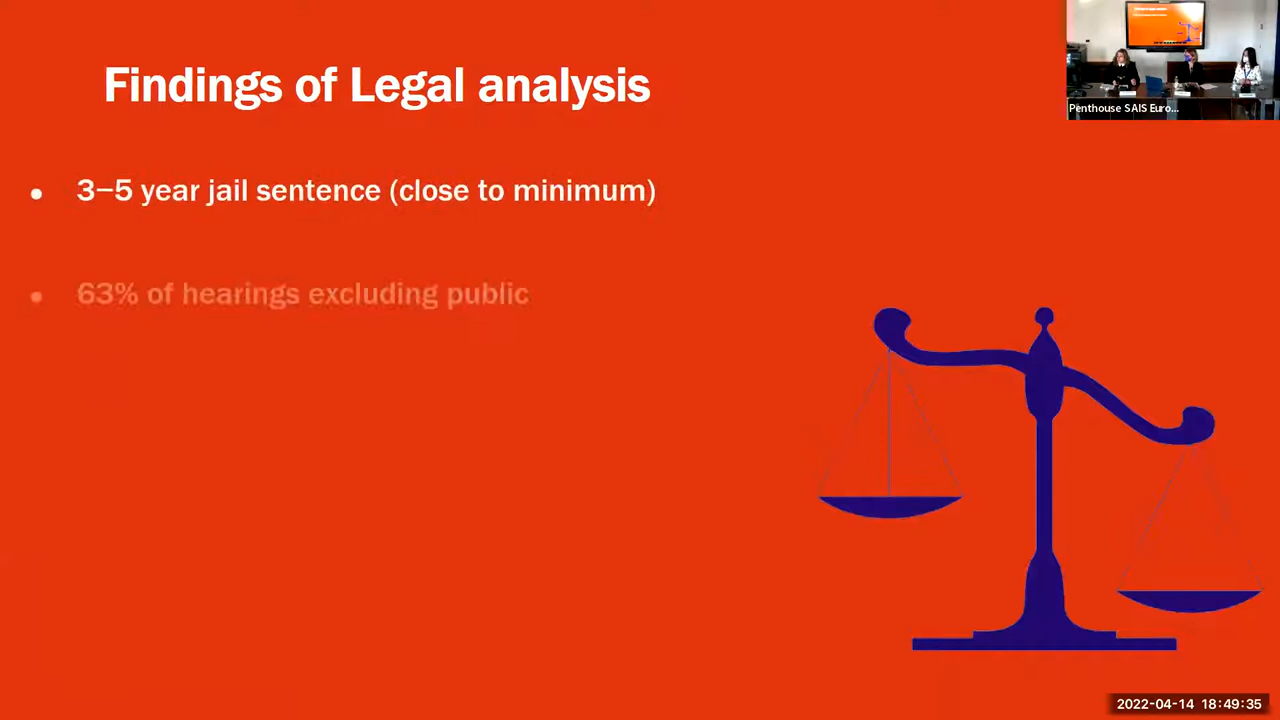 Findings of Legal analysis
Penthouse SAIS Euro...
• 3–5 year jail sentence (close to minimum)
• 63% of hearings excluding public
2022-04-14 18:49:35